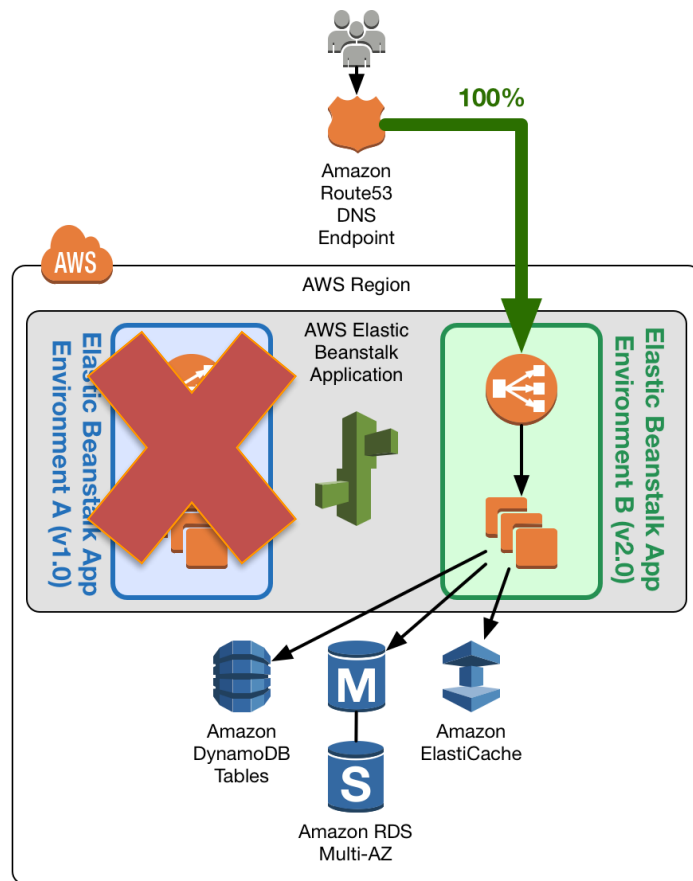 100%
Amazon
Route53
DNS
Endpoint
AWS
AWS Region
Elastic Beanstalk App
Environment A (v1.0)
AWS Elastic
Beanstalk
Application
Elastic Beanstalk App
Environment B (v2.0)
Amazon
DynamoDB
Tables
M
S
Amazon RDS
Multi-AZ
Amazon
ElastiCache